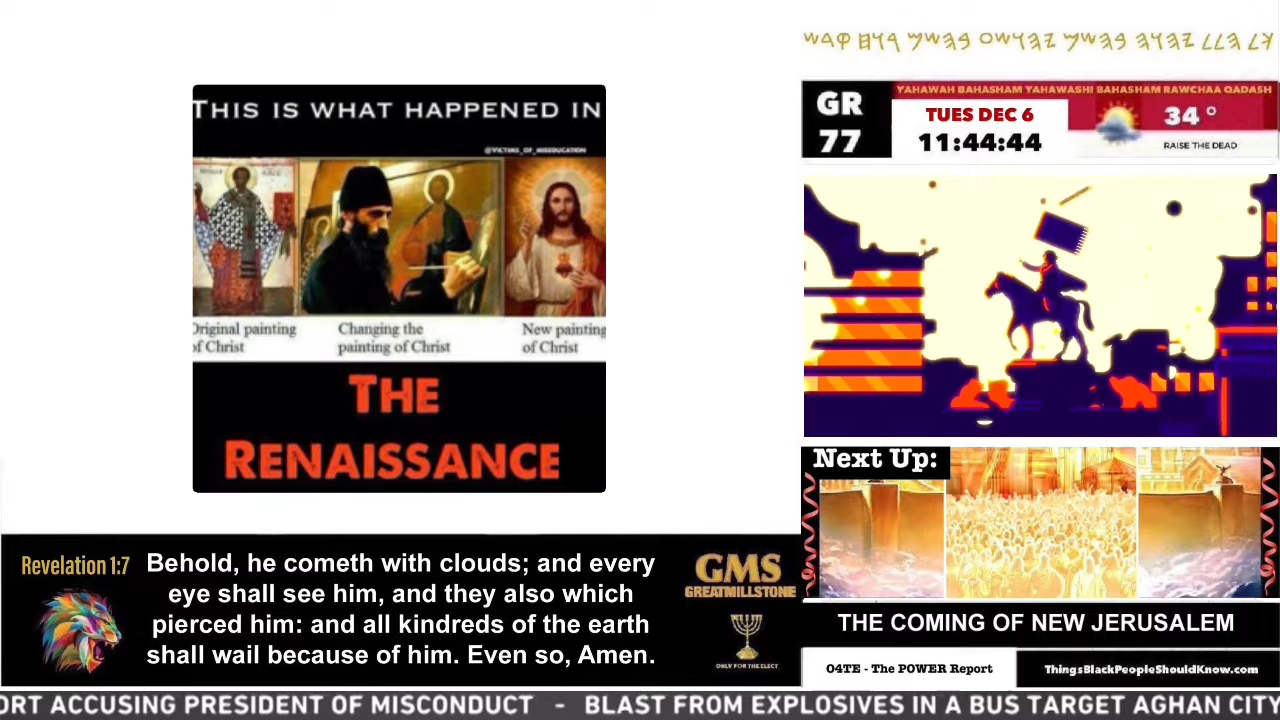 THIS IS WHAT HAPPENED IN
@VICTIMS_OF_MISEDUCATION
Original painting
of Christ
Changing the
painting of Christ
New painting
of Christ
THE
RENAISSANCE
Revelation 1:7
Behold, he cometh with clouds; and every
eye shall see him, and they also which
pierced him: and all kindreds of the earth
shall wail because of him. Even so, Amen.
GMS
GREATMILLSTONE
ONLY FOR THE ELECT
YAHAWAH BAHASHAM YAHAWASHI BAHASHAM RAWCHAA QADASH
GR
77
TUES DEC 6
11:44:44
34 °
RAISE THE DEAD
Next Up:
THE COMING OF NEW JERUSALEM
04TE - The POWER Report
ThingsBlackPeopleShouldKnow.com
ORT ACCUSING PRESIDENT OF MISCONDUCT - BLAST FROM EXPLOSIVES IN A BUS TARGET AGHAN CITY